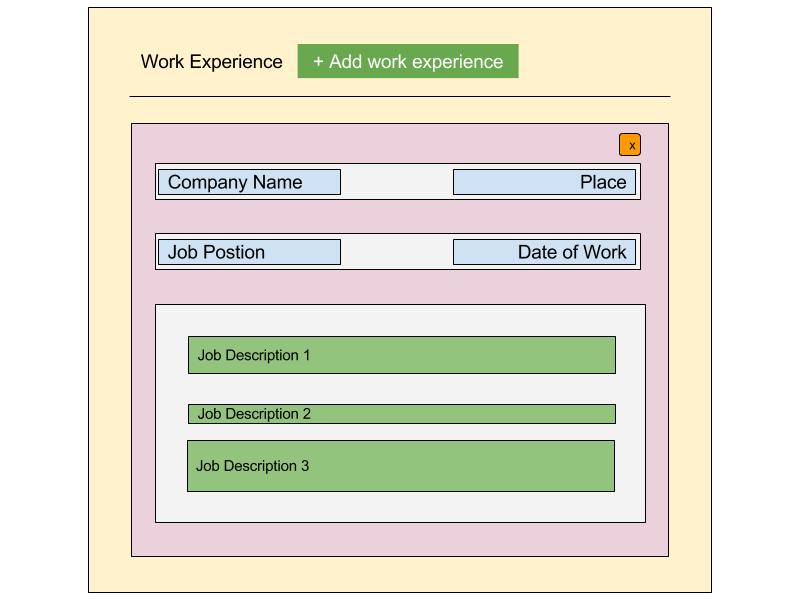 Work Experience + Add work experience
x
Company Name Place
Job Postion Date of Work
Job Description 1
Job Description 2
Job Description 3